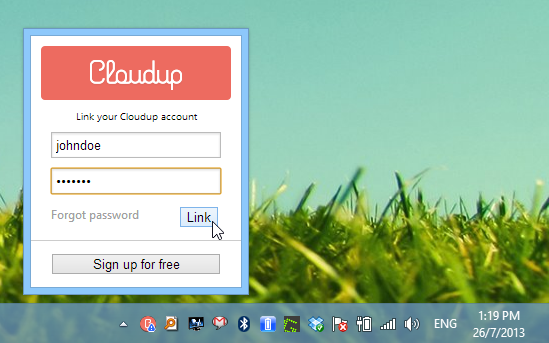 Cloudup
Link your Cloudup account
johndoe
•••••••
Forgot password
Link
Sign up for free
ENG
1:19 PM
26/7/2013